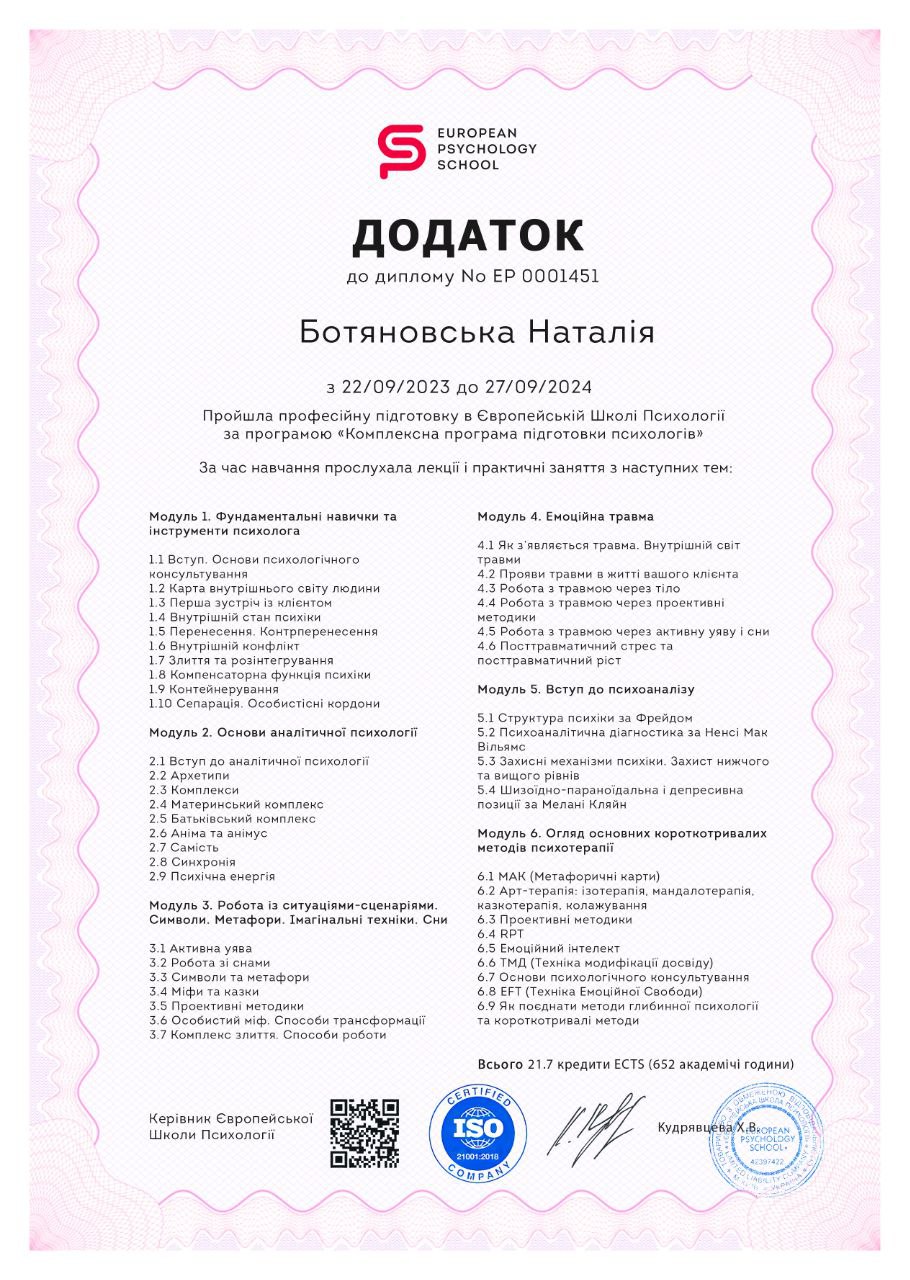 EUROPEAN
PSYCHOLOGY
SCHOOL
ДОДАТОК
до диплому No EP 0001451
Ботяновська Наталія
з 22/09/2023 до 27/09/2024
Пройшла професійну підготовку в Європейській Школі Психології
за програмою «Комплексна програма підготовки психологів»
За час навчання прослухала лекції і практичні заняття з наступних тем:
Модуль 1. Фундаментальні навички та
інструменти психолога
1.1 Вступ. Основи психологічного
консультування
1.2 Карта внутрішнього світу людини
1.3 Перша зустріч із клієнтом
1.4 Внутрішній стан психіки
1.5 Перенесення. Контрперенесення
1.6 Внутрішній конфлікт
1.7 Злиття та розінтегрування
1.8 Компенсаторна функція психіки
1.9 Контейнерування
1.10 Сепарація. Особистісні кордони
Модуль 2. Основи аналітичної психології
2.1 Вступ до аналітичної психології
2.2 Архетипи
2.3 Комплекси
2.4 Материнський комплекс
2.5 Батьківський комплекс
2.6 Аніма та анімус
2.7 Самість
2.8 Синхронія
2.9 Психічна енергія
Модуль 3. Робота із ситуаціями-сценаріями.
Символи. Метафори. Імагінальні техніки. Сни
3.1 Активна уява
3.2 Робота зі снами
3.3 Символи та метафори
3.4 Міфи та казки
3.5 Проективні методики
3.6 Особистий міф. Способи трансформації
3.7 Комплекс злиття. Способи роботи
Модуль 4. Емоційна травма
4.1 Як з'являється травма. Внутрішній світ
травми
4.2 Прояви травми в житті вашого клієнта
4.3 Робота з травмою через тіло
4.4 Робота з травмою через проективні
методики
4.5 Робота з травмою через активну уяву і сни
4.6 Посттравматичний стрес та
посттравматичний ріст
Модуль 5. Вступ до психоаналізу
5.1 Структура психіки за Фрейдом
5.2 Психоаналітична діагностика за Ненсі Мак
Вільямс
5.3 Захисні механізми психіки. Захист нижчого
та вищого рівнів
5.4 Шизоїдно-параноїдальна і депресивна
позиції за Мелані Кляйн
Модуль 6. Огляд основних короткотривалих
методів психотерапії
6.1 МАК (Метафоричні карти)
6.2 Арт-терапія: ізотерапія, мандалотерапія,
казкотерапія, колажування
6.3 Проективні методики
6.4 RPT
6.5 Емоційний інтелект
6.6 ТМД (Техніка модифікації досвіду)
6.7 Основи психологічного консультування
6.8 EFT (Техніка Емоційної Свободи)
6.9 Як поєднати методи глибинної психології
та короткотривалі методи
Всього 21.7 кредити ECTS (652 академічі години)
Керівник Європейської
Школи Психології
CERTIFIED
ISO
21001:2018
COMPANY
Кудрявцева Х.В.
EUROPEAN
PSYCHOLOGY
SCHOOL
42397422